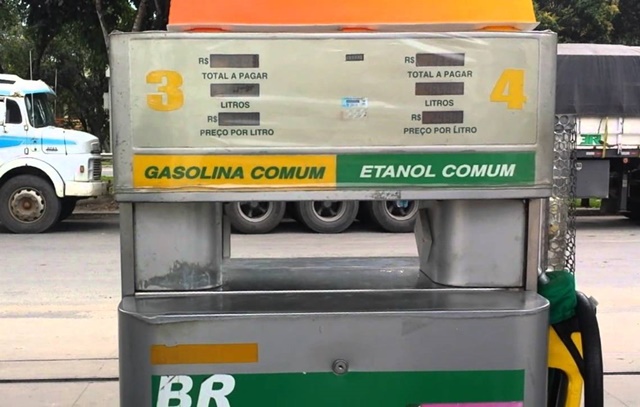 3
R$
TOTAL A PAGAR
LITROS
R$
PREÇO POR LITRO
R$
TOTAL A PAGAR
LITROS
R$
PREÇO POR LITRO
4
GASOLINA COMUM
ETANOL COMUM
BR